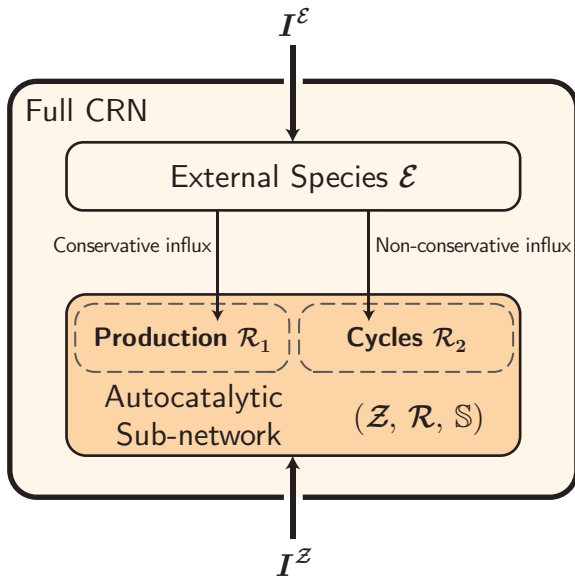 I^ℰ
Full CRN
External Species ℰ
Conservative influx
Non-conservative influx
Production ℛ₁
Cycles ℛ₂
Autocatalytic
Sub-network
(𝒵, ℛ, 𝕊)
I^𝒵